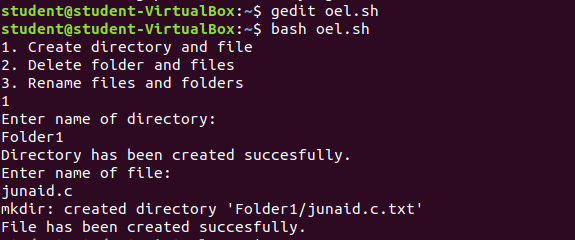 student@student-VirtualBox:~$ gedit oel.sh
student@student-VirtualBox:~$ bash oel.sh
1. Create directory and file
2. Delete folder and files
3. Rename files and folders
1
Enter name of directory:
Folder1
Directory has been created succesfully.
Enter name of file:
junaid.c
mkdir: created directory 'Folder1/junaid.c.txt'
File has been created succesfully.